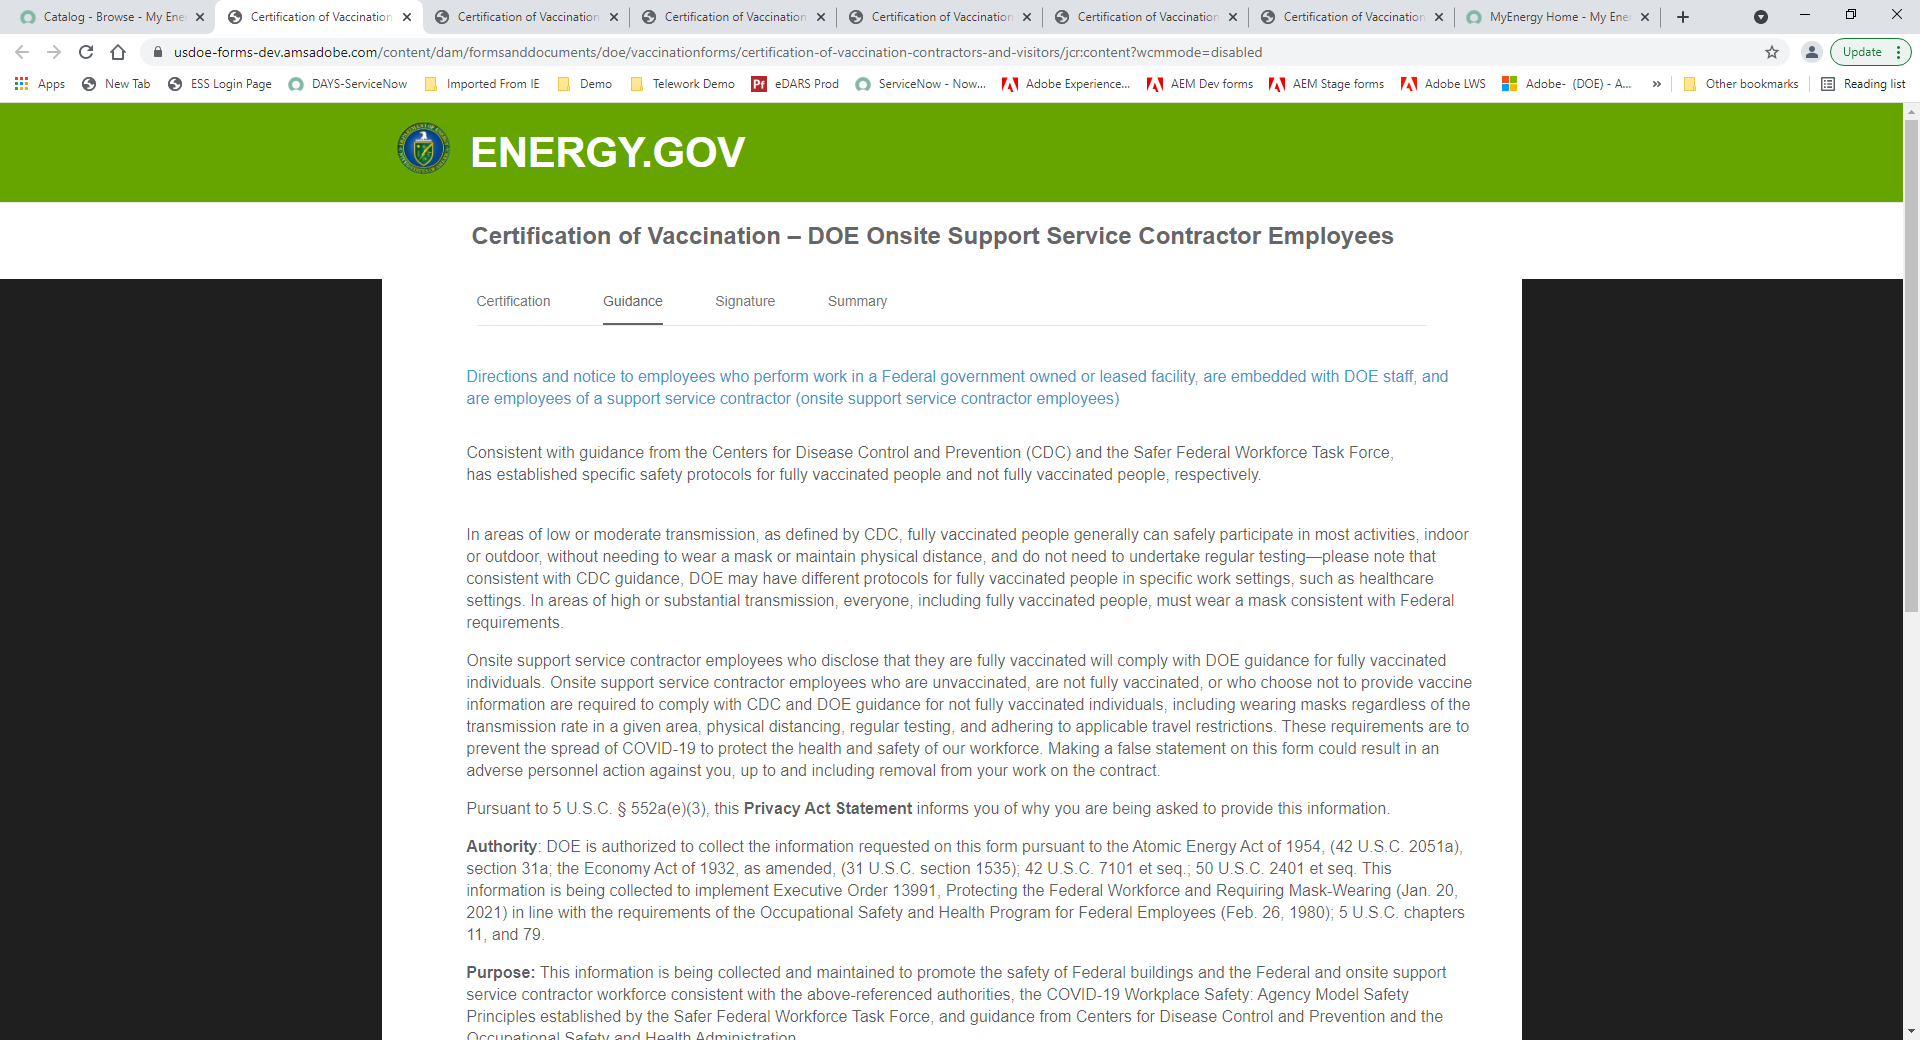 Catalog - Browse - My Ene
Certification of Vaccination
Certification of Vaccination
Certification of Vaccination
Certification of Vaccination
Certification of Vaccination
Certification of Vaccination
MyEnergy Home - My Ener
usdoe-forms-dev.amsadobe.com/content/dam/formsanddocuments/doe/vaccinationforms/certification-of-vaccination-contractors-and-visitors/jcr:content?wcmmode=disabled
Update
Apps
New Tab
ESS Login Page
DAYS-ServiceNow
Imported From IE
Demo
Telework Demo
Pf eDARS Prod
ServiceNow - Now...
Adobe Experience...
AEM Dev forms
AEM Stage forms
Adobe LWS
Adobe- (DOE) - A...
»
Other bookmarks
Reading list
ENERGY.GOV
Certification of Vaccination – DOE Onsite Support Service Contractor Employees
Certification Guidance Signature Summary
Directions and notice to employees who perform work in a Federal government owned or leased facility, are embedded with DOE staff, and
are employees of a support service contractor (onsite support service contractor employees)
Consistent with guidance from the Centers for Disease Control and Prevention (CDC) and the Safer Federal Workforce Task Force,
has established specific safety protocols for fully vaccinated people and not fully vaccinated people, respectively.
In areas of low or moderate transmission, as defined by CDC, fully vaccinated people generally can safely participate in most activities, indoor
or outdoor, without needing to wear a mask or maintain physical distance, and do not need to undertake regular testing—please note that
consistent with CDC guidance, DOE may have different protocols for fully vaccinated people in specific work settings, such as healthcare
settings. In areas of high or substantial transmission, everyone, including fully vaccinated people, must wear a mask consistent with Federal
requirements.
Onsite support service contractor employees who disclose that they are fully vaccinated will comply with DOE guidance for fully vaccinated
individuals. Onsite support service contractor employees who are unvaccinated, are not fully vaccinated, or who choose not to provide vaccine
information are required to comply with CDC and DOE guidance for not fully vaccinated individuals, including wearing masks regardless of the
transmission rate in a given area, physical distancing, regular testing, and adhering to applicable travel restrictions. These requirements are to
prevent the spread of COVID-19 to protect the health and safety of our workforce. Making a false statement on this form could result in an
adverse personnel action against you, up to and including removal from your work on the contract.
Pursuant to 5 U.S.C. § 552a(e)(3), this Privacy Act Statement informs you of why you are being asked to provide this information.
Authority: DOE is authorized to collect the information requested on this form pursuant to the Atomic Energy Act of 1954, (42 U.S.C. 2051a),
section 31a; the Economy Act of 1932, as amended, (31 U.S.C. section 1535); 42 U.S.C. 7101 et seq.; 50 U.S.C. 2401 et seq. This
information is being collected to implement Executive Order 13991, Protecting the Federal Workforce and Requiring Mask-Wearing (Jan. 20,
2021) in line with the requirements of the Occupational Safety and Health Program for Federal Employees (Feb. 26, 1980); 5 U.S.C. chapters
11, and 79.
Purpose: This information is being collected and maintained to promote the safety of Federal buildings and the Federal and onsite support
service contractor workforce consistent with the above-referenced authorities, the COVID-19 Workplace Safety: Agency Model Safety
Principles established by the Safer Federal Workforce Task Force, and guidance from Centers for Disease Control and Prevention and the
Occupational Safety and Health Administration.